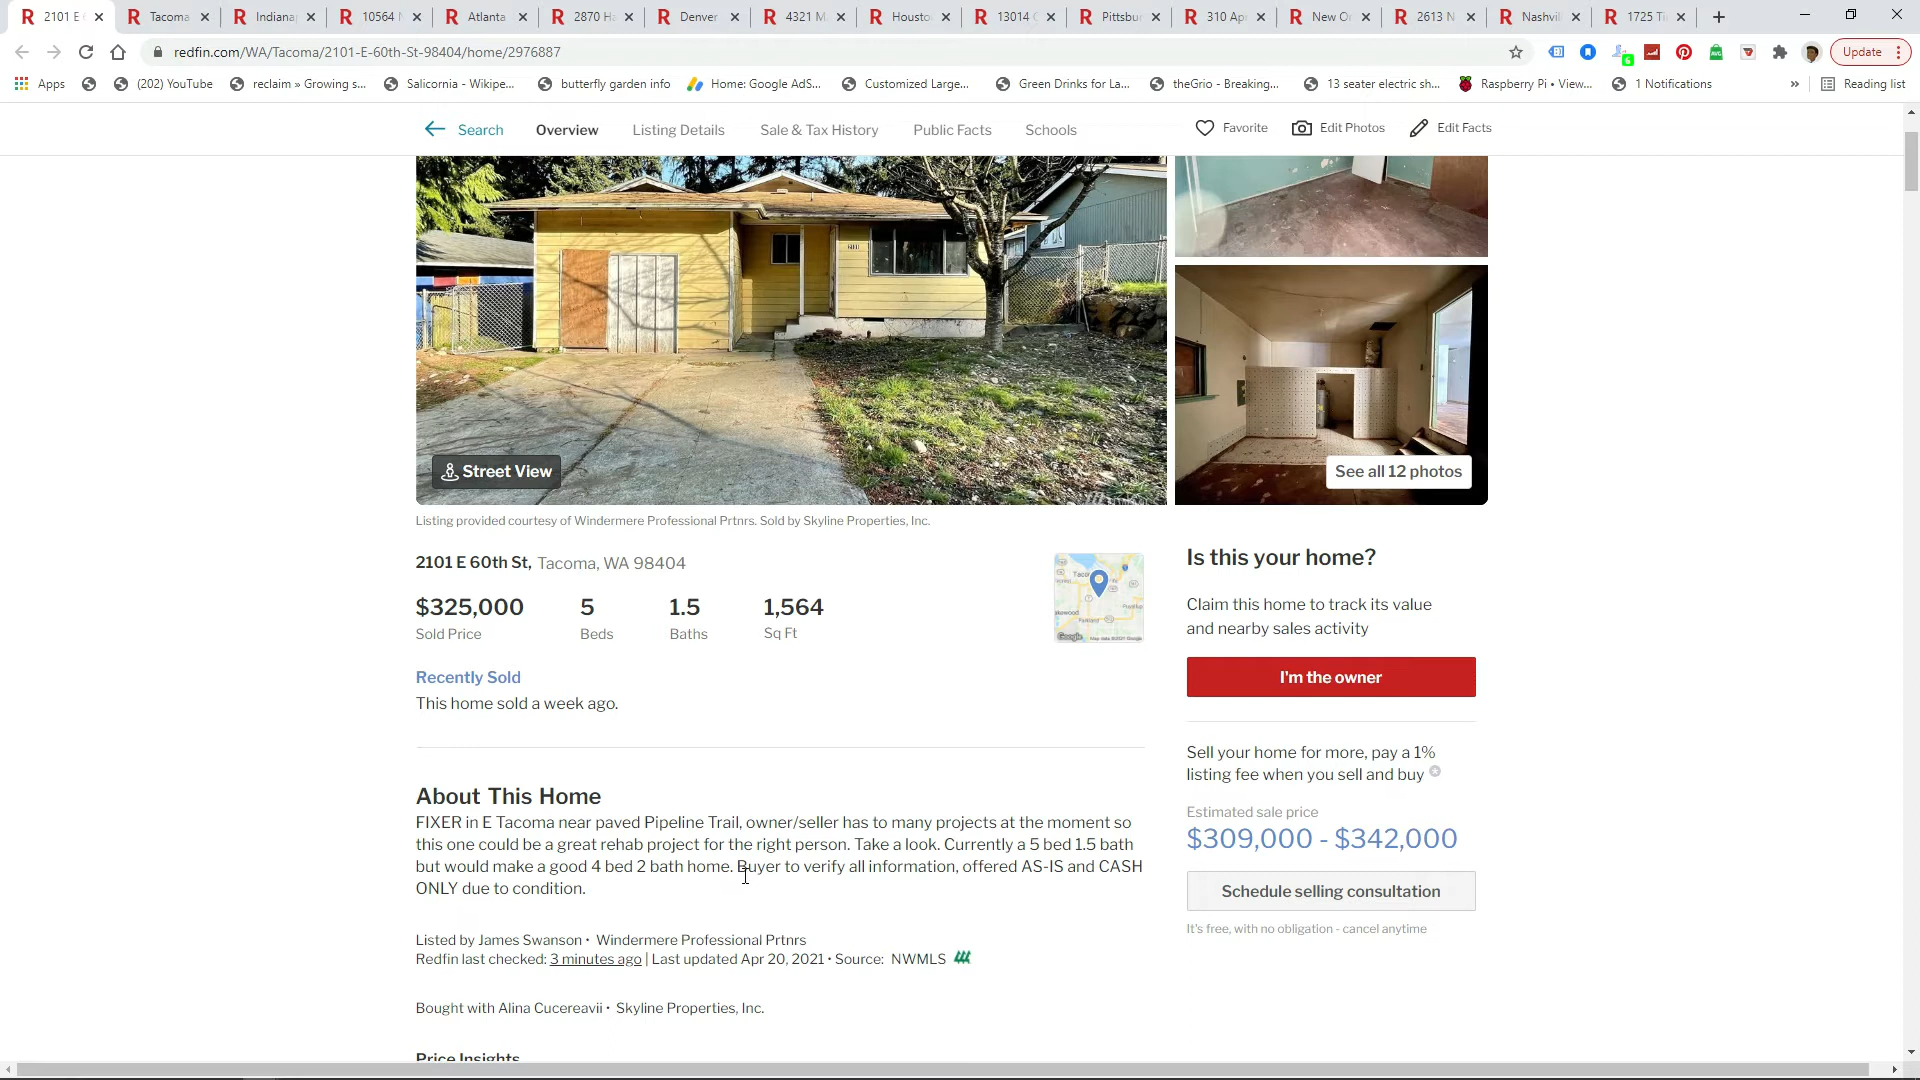 2101 E
Tacoma
Indiana
10564
Atlanta
2870 H
Denver
4321 M
Housto
13014
Pittsbu
310 Ap
New O
2613 N
Nashvil
1725 T
redfin.com/WA/Tacoma/2101-E-60th-St-98404/home/2976887
Update
Apps
(202) YouTube
reclaim » Growing s...
Salicornia - Wikipe...
butterfly garden info
Home: Google AdS...
Customized Large...
Green Drinks for La...
theGrio - Breaking...
13 seater electric sh...
Raspberry Pi • View...
1 Notifications
»
Reading list
Search
Overview
Listing Details
Sale & Tax History
Public Facts
Schools
Favorite
Edit Photos
Edit Facts
Street View
See all 12 photos
Listing provided courtesy of Windermere Professional Prtnrs. Sold by Skyline Properties, Inc.
2101 E 60th St, Tacoma, WA 98404
$325,000
5
1.5
1,564
Sold Price
Beds
Baths
Sq Ft
Recently Sold
This home sold a week ago.
About This Home
FIXER in E Tacoma near paved Pipeline Trail, owner/seller has to many projects at the moment so
this one could be a great rehab project for the right person. Take a look. Currently a 5 bed 1.5 bath
but would make a good 4 bed 2 bath home. Buyer to verify all information, offered AS-IS and CASH
ONLY due to condition.
Listed by James Swanson • Windermere Professional Prtnrs
Redfin last checked: 3 minutes ago | Last updated Apr 20, 2021 • Source: NWMLS
Bought with Alina Cucereavii • Skyline Properties, Inc.
Price Insights
Is this your home?
Claim this home to track its value
and nearby sales activity
I'm the owner
Sell your home for more, pay a 1%
listing fee when you sell and buy
Estimated sale price
$309,000 - $342,000
Schedule selling consultation
It's free, with no obligation - cancel anytime